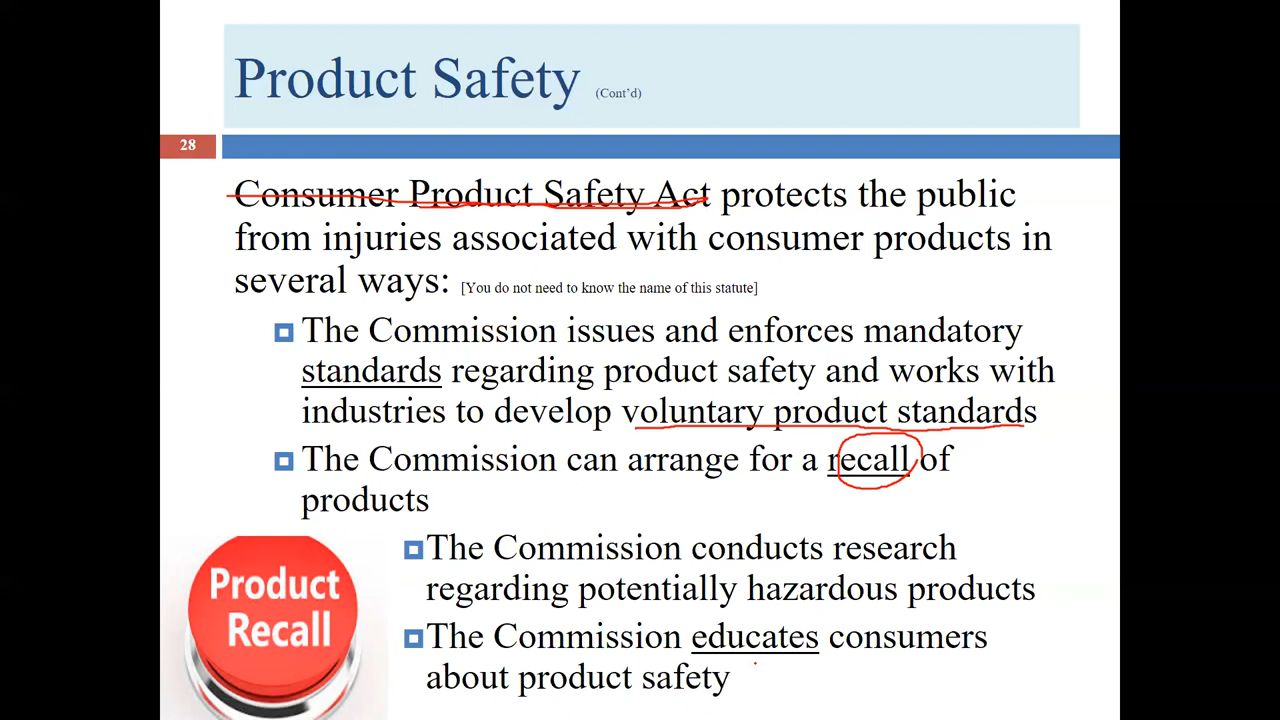 Product Safety (Cont'd)
28
Consumer Product Safety Act protects the public
from injuries associated with consumer products in
several ways: [You do not need to know the name of this statute]
The Commission issues and enforces mandatory
standards regarding product safety and works with
industries to develop voluntary product standards
The Commission can arrange for a recall of
products
The Commission conducts research
regarding potentially hazardous products
The Commission educates consumers
about product safety
Product
Recall